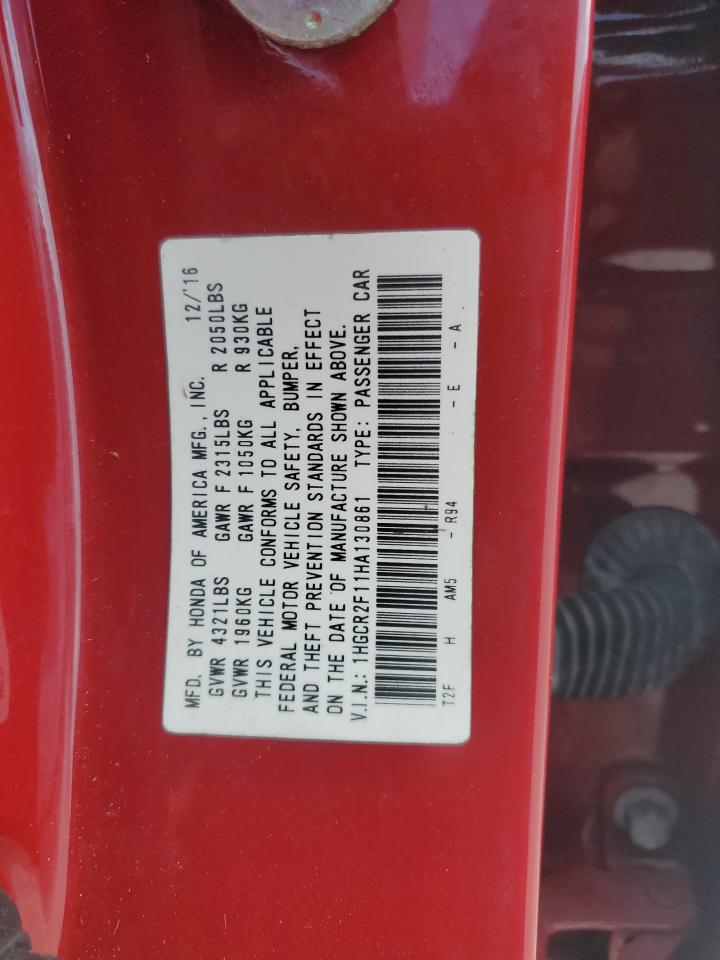 MFD. BY HONDA OF AMERICA MFG., INC. 12/'16
GVWR 4321LBS GAWR F 2315LBS R 2050LBS
GVWR 1960KG GAWR F 1050KG R 930KG
THIS VEHICLE CONFORMS TO ALL APPLICABLE
FEDERAL MOTOR VEHICLE SAFETY, BUMPER,
AND THEFT PREVENTION STANDARDS IN EFFECT
ON THE DATE OF MANUFACTURE SHOWN ABOVE.
V.I.N.: 1HGCR2F11HA130861 TYPE: PASSENGER CAR
T2F H AM5 - R94 - E - A